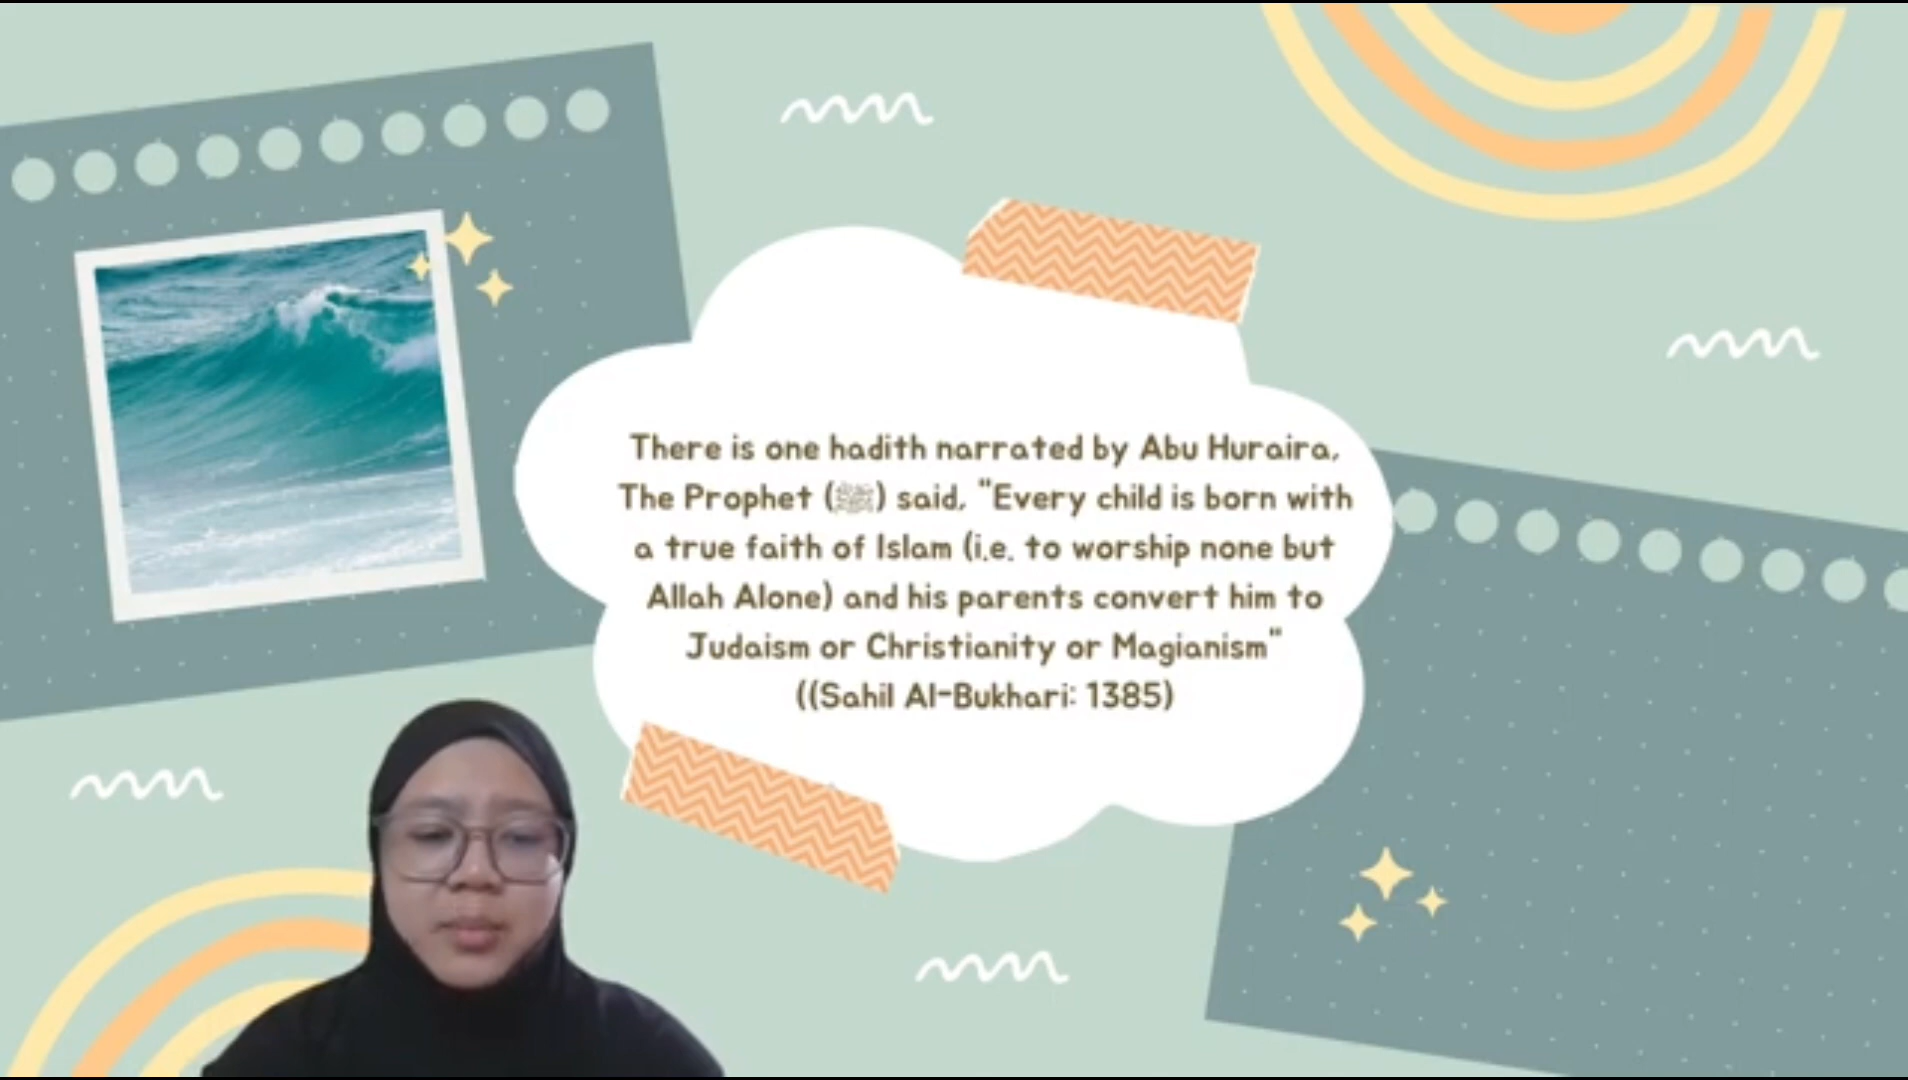 There is one hadith narrated by Abu Huraira,
The Prophet (ﷺ) said, "Every child is born with
a true faith of Islam (i.e. to worship none but
Allah Alone) and his parents convert him to
Judaism or Christianity or Magianism"
((Sahil Al-Bukhari: 1385)